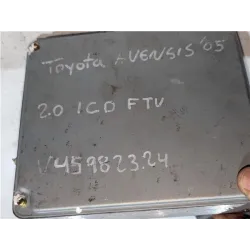 Toyota AVENSIS '05
2.0 1CD FTV
V459823.24